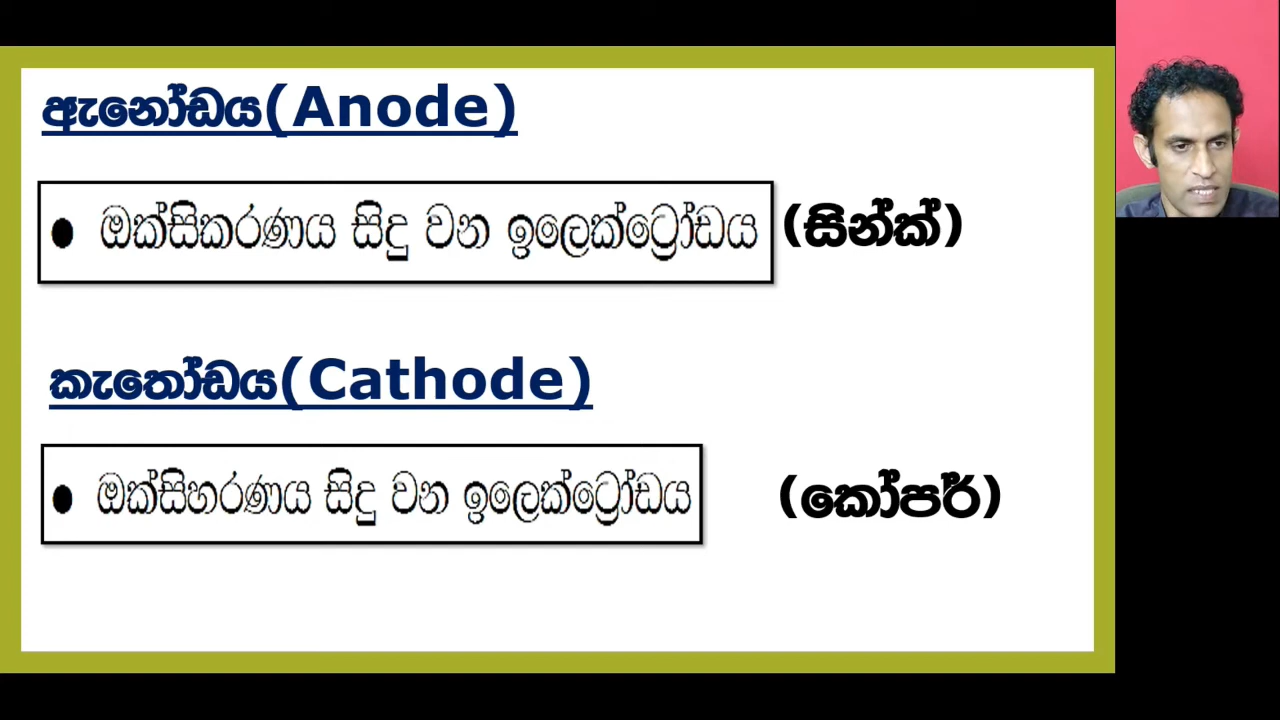 ඇනෝඩය(Anode)
• ඔක්සිකරණය සිදු වන ඉලෙක්ට්‍රෝඩය (සින්ක්)
කැතෝඩය(Cathode)
• ඔක්සිහරණය සිදු වන ඉලෙක්ට්‍රෝඩය (කෝපර්)